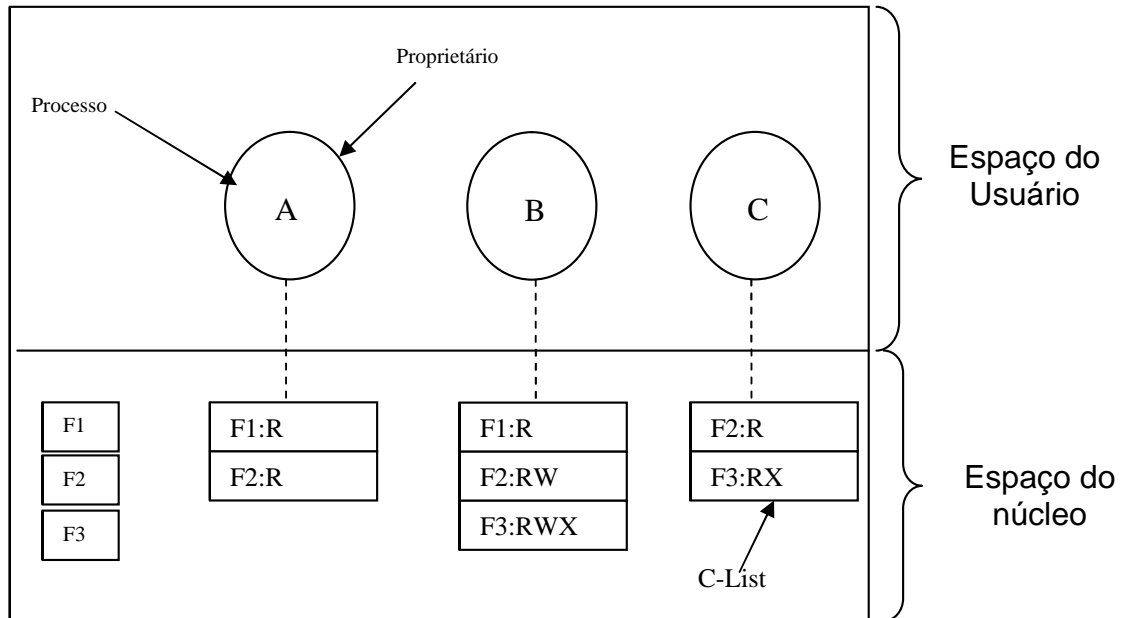 Proprietário
Processo
A
B
C
Espaço do
Usuário
F1
F2
F3
F1:R
F2:R
F1:R
F2:RW
F3:RWX
F2:R
F3:RX
C-List
Espaço do
núcleo